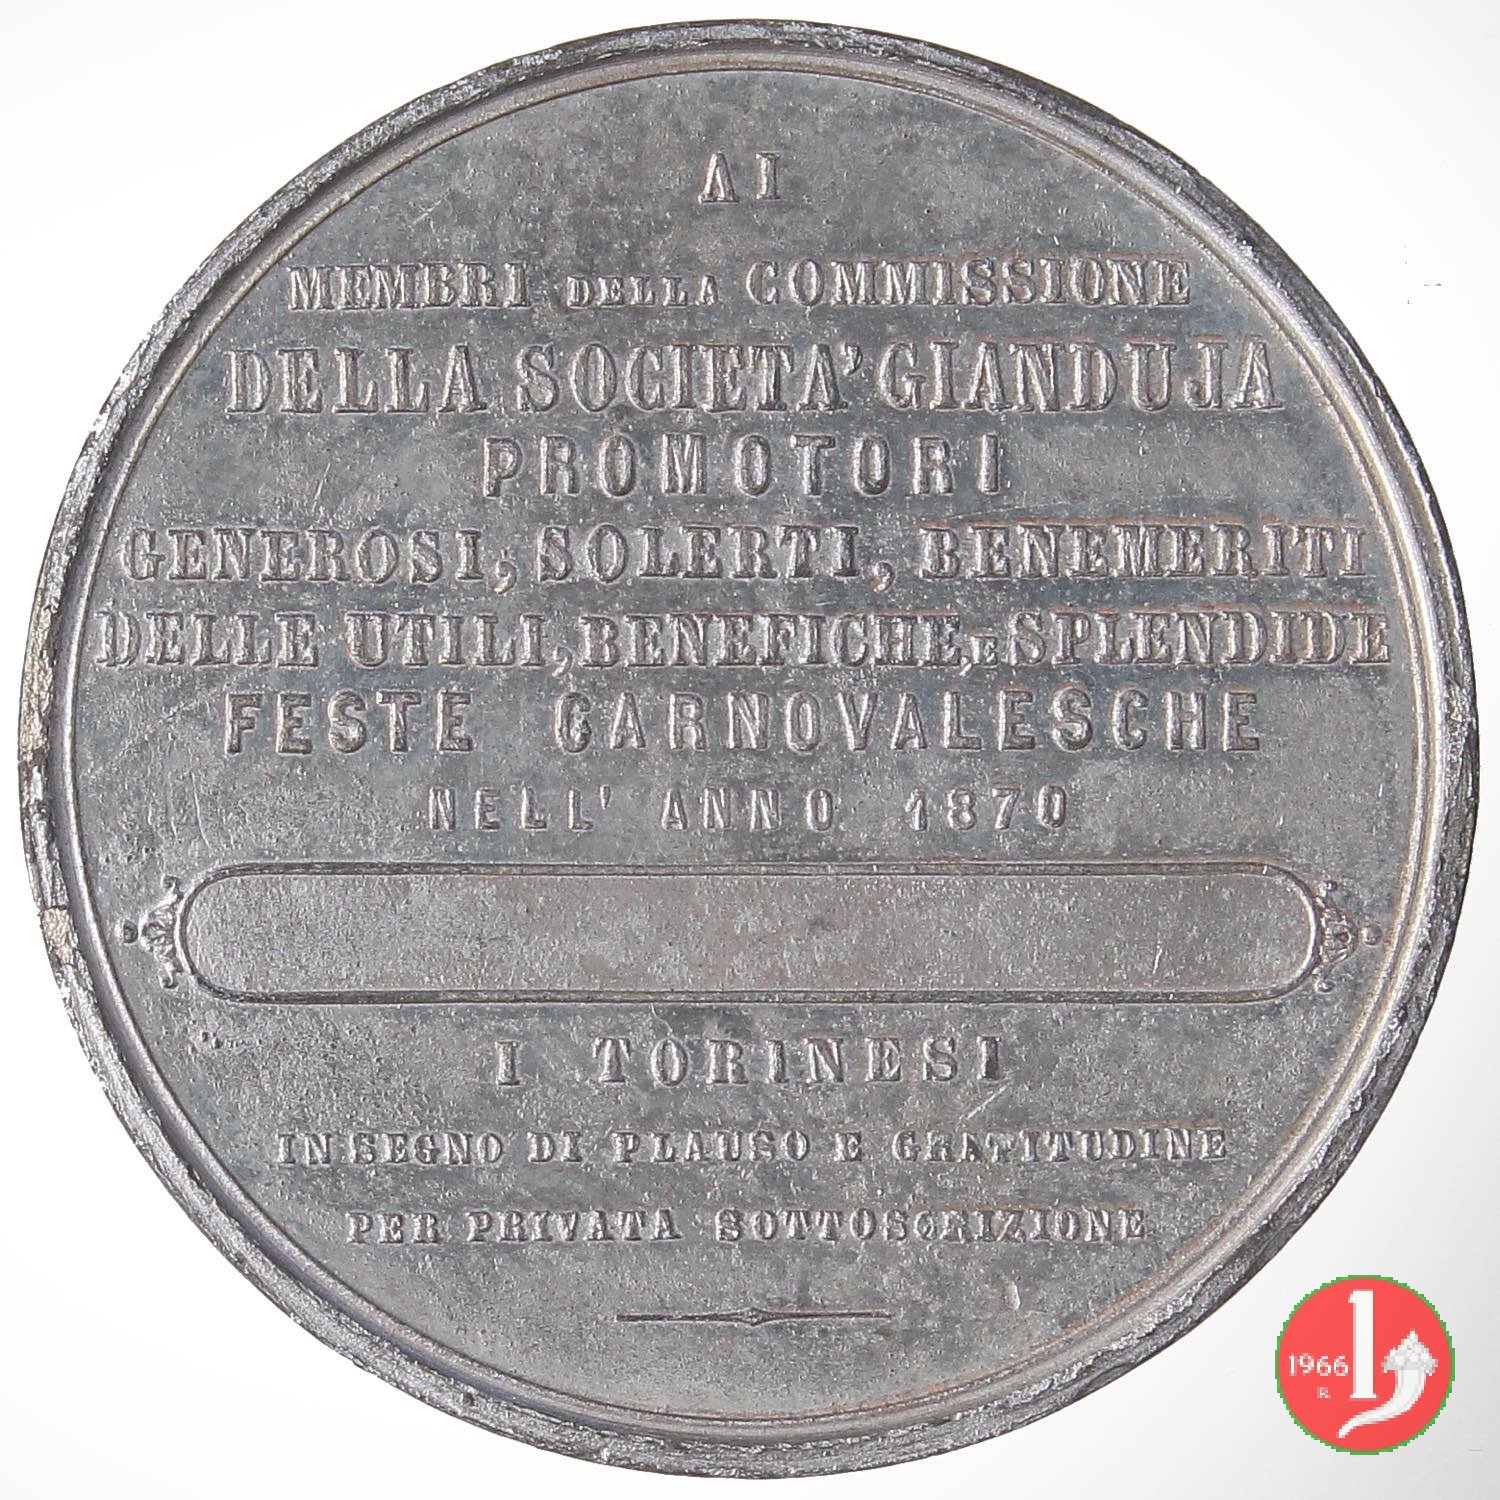 AI
MEMBRI DELLA COMMISSIONE
DELLA SOCIETA' GIANDUJA
PROMOTORI
GENEROSI, SOLERTI, BENEMERITI
DELLE UTILI, BENEFICHE, E SPLENDIDE
FESTE CARNOVALESCHE
NELL' ANNO 1870
I TORINESI
IN SEGNO DI PLAUSO E GRATITUDINE
PER PRIVATA SOTTOSCRIZIONE
1966
R
1